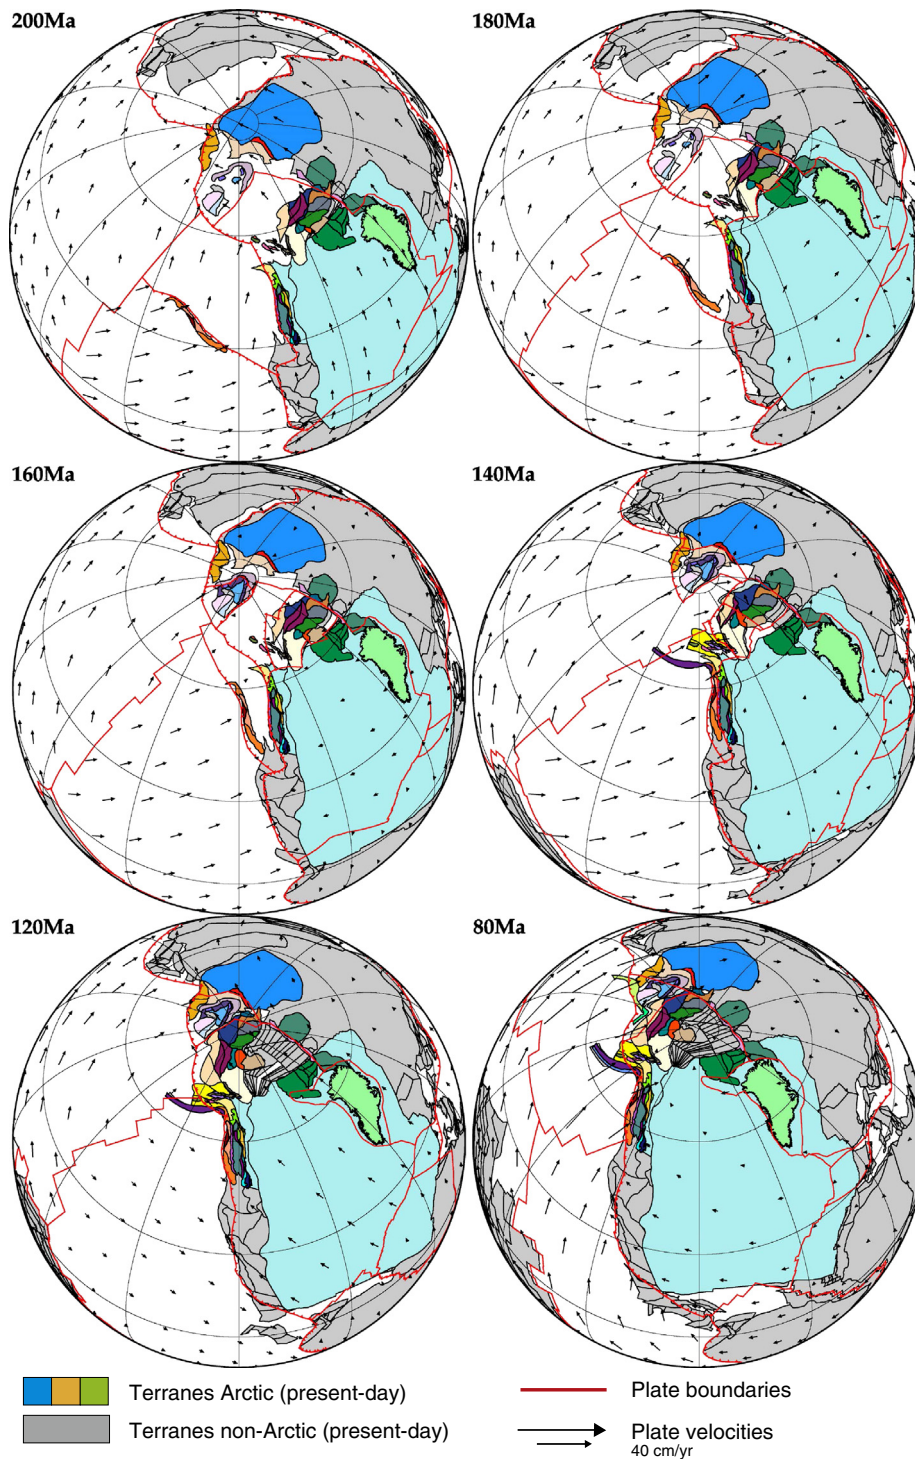 200Ma
180Ma
160Ma
140Ma
120Ma
80Ma
Terranes Arctic (present-day)
Plate boundaries
Terranes non-Arctic (present-day)
Plate velocities
40 cm/yr